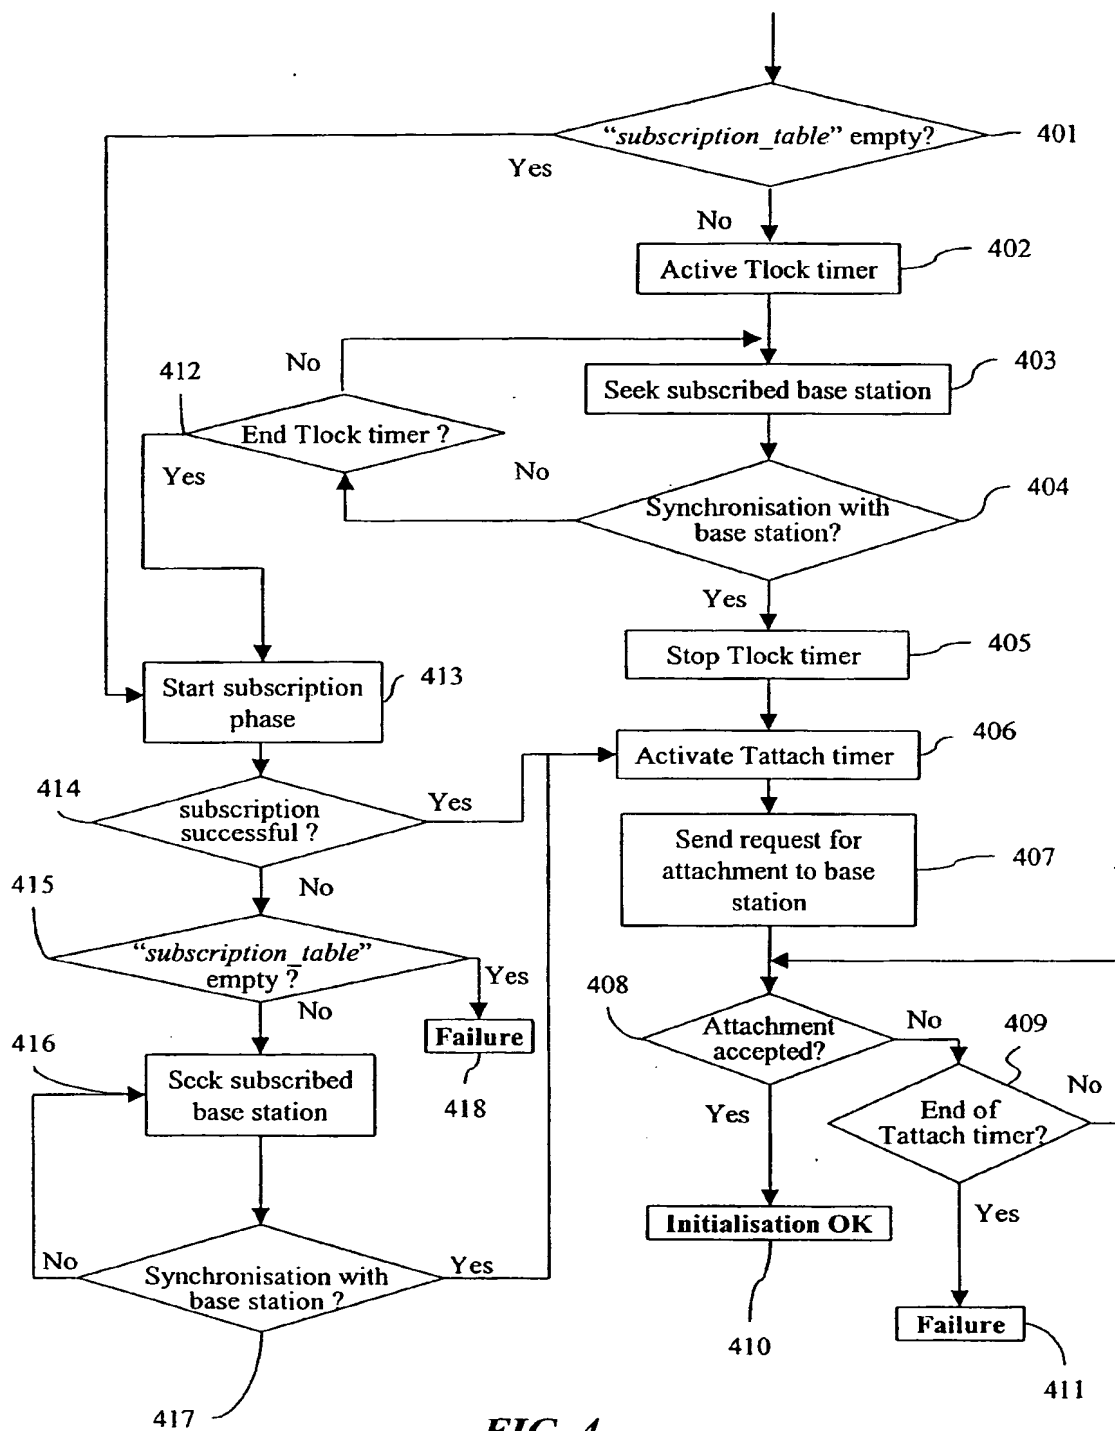 "subscription_table" empty?
401
Yes
No
402
Active Tlock timer
No
412
403
Seek subscribed base station
End Tlock timer ?
Yes
No
404
Synchronisation with
base station?
Yes
405
Stop Tlock timer
413
Start subscription
phase
406
Activate Tattach timer
414
subscription
successful ?
Yes
Send request for
attachment to base
station
407
No
415
"subscription_table"
empty ?
Yes
No
408
Attachment
accepted?
No
409
Failure
418
416
Seek subscribed
base station
No
Yes
End of
Tattach timer?
Initialisation OK
Yes
No
Yes
Synchronisation with
base station ?
Failure
410
411
417
FIG. 4